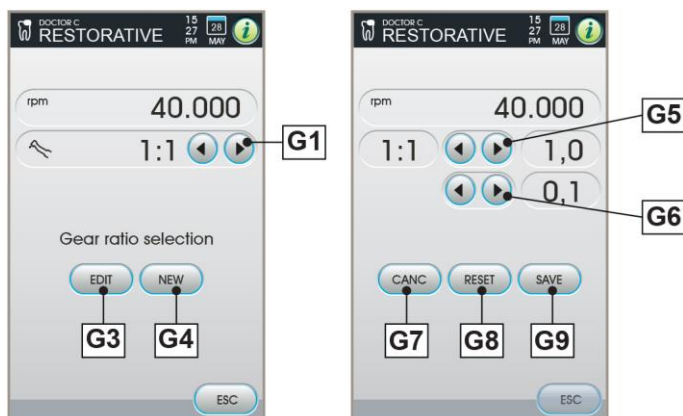 DOCTOR C
RESTORATIVE
15
27
PM
28
MAY
i
rpm
40.000
1:1
G1
Gear ratio selection
EDIT
NEW
G3
G4
ESC
DOCTOR C
RESTORATIVE
15
27
PM
28
MAY
i
rpm
40.000
G5
1:1
1,0
0,1
G6
CANC
RESET
SAVE
G7
G8
G9
ESC